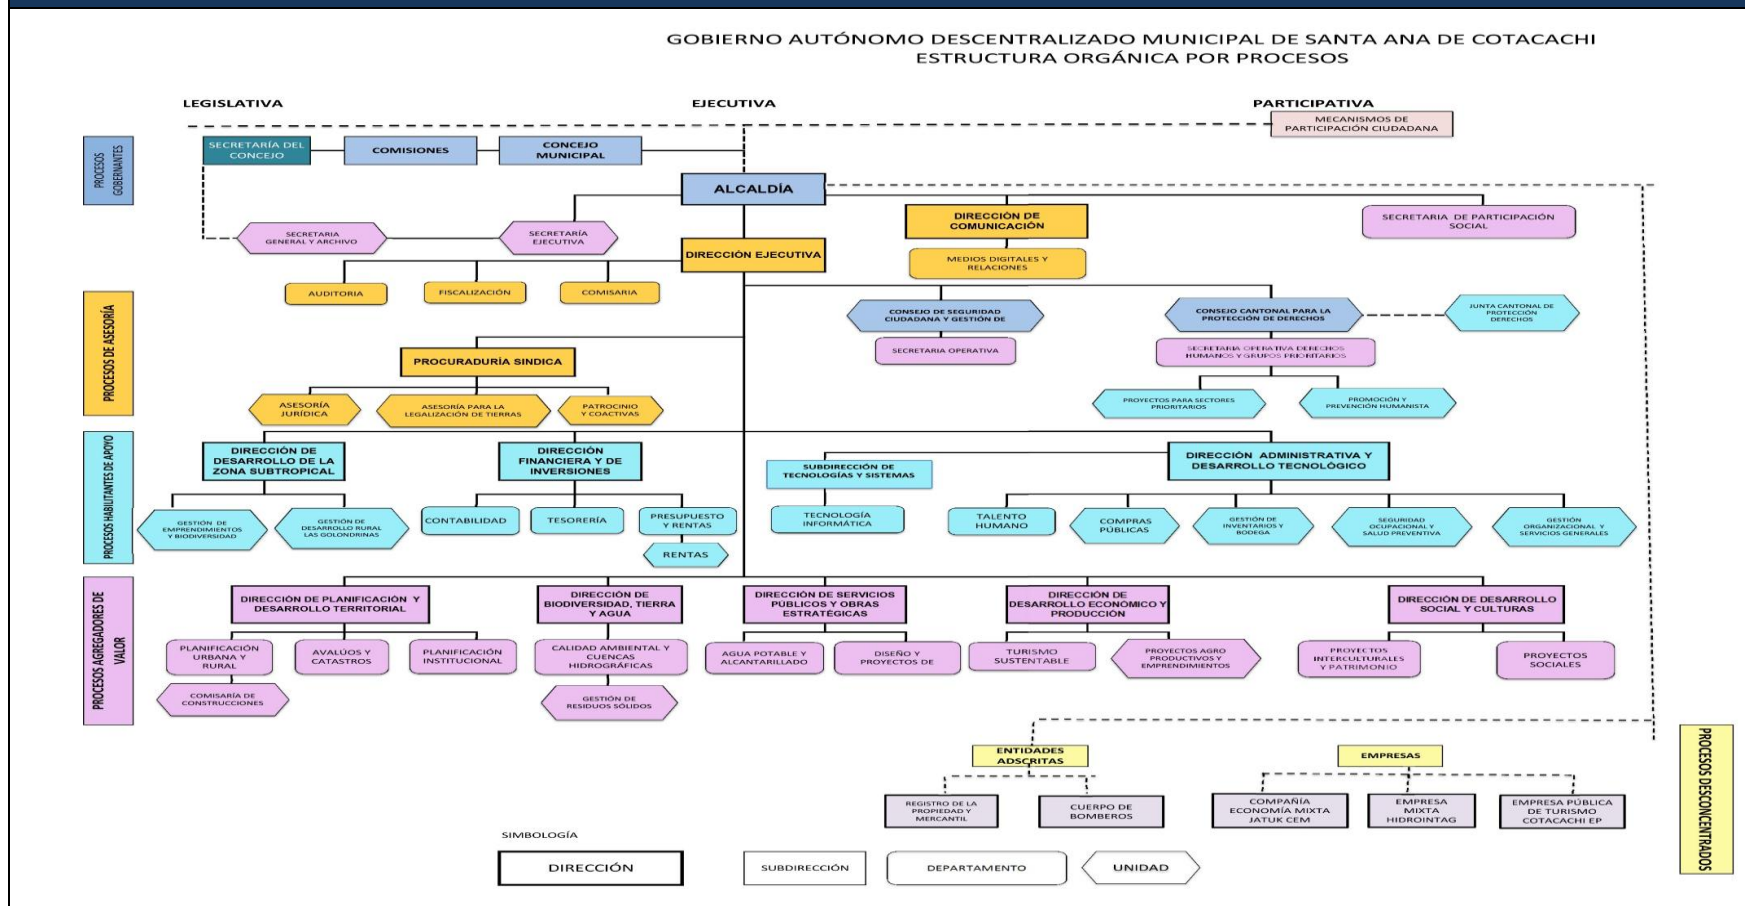 GOBIERNO AUTÓNOMO DESCENTRALIZADO MUNICIPAL DE SANTA ANA DE COTACACHI
ESTRUCTURA ORGÁNICA POR PROCESOS
LEGISLATIVA
EJECUTIVA
PARTICIPATIVA
MECANISMOS DE
PARTICIPACIÓN CIUDADANA
PROCESOS
GOBERNANTES
SECRETARÍA DEL
CONCEJO
COMISIONES
CONCEJO
MUNICIPAL
ALCALDÍA
SECRETARIA
GENERAL Y ARCHIVO
SECRETARÍA
EJECUTIVA
DIRECCIÓN DE
COMUNICACIÓN
SECRETARIA DE PARTICIPACIÓN
SOCIAL
DIRECCIÓN EJECUTIVA
MEDIOS DIGITALES Y
RELACIONES
AUDITORIA
FISCALIZACIÓN
COMISARIA
PROCESOS DE ASESORÍA
CONSEJO DE SEGURIDAD
CIUDADANA Y GESTIÓN DE
CONSEJO CANTONAL PARA LA
PROTECCIÓN DE DERECHOS
JUNTA CANTONAL DE
PROTECCIÓN
DERECHOS
SECRETARIA OPERATIVA
SECRETARIA OPERATIVA DERECHOS
HUMANOS Y GRUPOS PRIORITARIOS
PROCURADURÍA SINDICA
ASESORÍA
JURÍDICA
ASESORÍA PARA LA
LEGALIZACIÓN DE TIERRAS
PATROCINIO
Y COACTIVAS
PROYECTOS PARA SECTORES
PRIORITARIOS
PROMOCIÓN Y
PREVENCIÓN HUMANISTA
PROCESOS HABILITANTES DE APOYO
DIRECCIÓN DE
DESARROLLO DE LA
ZONA SUBTROPICAL
DIRECCIÓN
FINANCIERA Y DE
INVERSIONES
SUBDIRECCIÓN DE
TECNOLOGÍAS Y SISTEMAS
DIRECCIÓN ADMINISTRATIVA Y
DESARROLLO TECNOLÓGICO
GESTIÓN DE
EMPRENDIMIENTOS
Y BIODIVERSIDAD
GESTIÓN DE
DESARROLLO RURAL
LAS GOLONDRINAS
CONTABILIDAD
TESORERÍA
PRESUPUESTO
Y RENTAS
RENTAS
TECNOLOGÍA
INFORMÁTICA
TALENTO
HUMANO
COMPRAS
PÚBLICAS
GESTIÓN DE
INVENTARIOS Y
BODEGA
SEGURIDAD
OCUPACIONAL Y
SALUD PREVENTIVA
GESTIÓN
ORGANIZACIONAL Y
SERVICIOS GENERALES
PROCESOS AGREGADORES DE
VALOR
DIRECCIÓN DE PLANIFICACIÓN Y
DESARROLLO TERRITORIAL
DIRECCIÓN DE
BIODIVERSIDAD, TIERRA
Y AGUA
DIRECCIÓN DE SERVICIOS
PÚBLICOS Y OBRAS
ESTRATÉGICAS
DIRECCIÓN DE
DESARROLLO ECONÓMICO Y
PRODUCCIÓN
DIRECCIÓN DE DESARROLLO
SOCIAL Y CULTURAS
PLANIFICACIÓN
URBANA Y
RURAL
AVALÚOS Y
CATASTROS
PLANIFICACIÓN
INSTITUCIONAL
CALIDAD AMBIENTAL Y
CUENCAS
HIDROGRÁFICAS
AGUA POTABLE Y
ALCANTARILLADO
DISEÑO Y
PROYECTOS DE
TURISMO
SUSTENTABLE
PROYECTOS AGRO
PRODUCTIVOS Y
EMPRENDIMIENTOS
PROYECTOS
INTERCULTURALES
Y PATRIMONIO
PROYECTOS
SOCIALES
COMISARÍA DE
CONSTRUCCIONES
GESTIÓN DE
RESIDUOS SÓLIDOS
PROCESOS DESCONCENTRADOS
ENTIDADES
ADSCRITAS
EMPRESAS
REGISTRO DE LA
PROPIEDAD Y
MERCANTIL
CUERPO DE
BOMBEROS
COMPAÑÍA
ECONOMÍA MIXTA
JATUK CEM
EMPRESA
MIXTA
HIDROINTAG
EMPRESA PÚBLICA
DE TURISMO
COTACACHI EP
SIMBOLOGÍA
DIRECCIÓN
SUBDIRECCIÓN
DEPARTAMENTO
UNIDAD